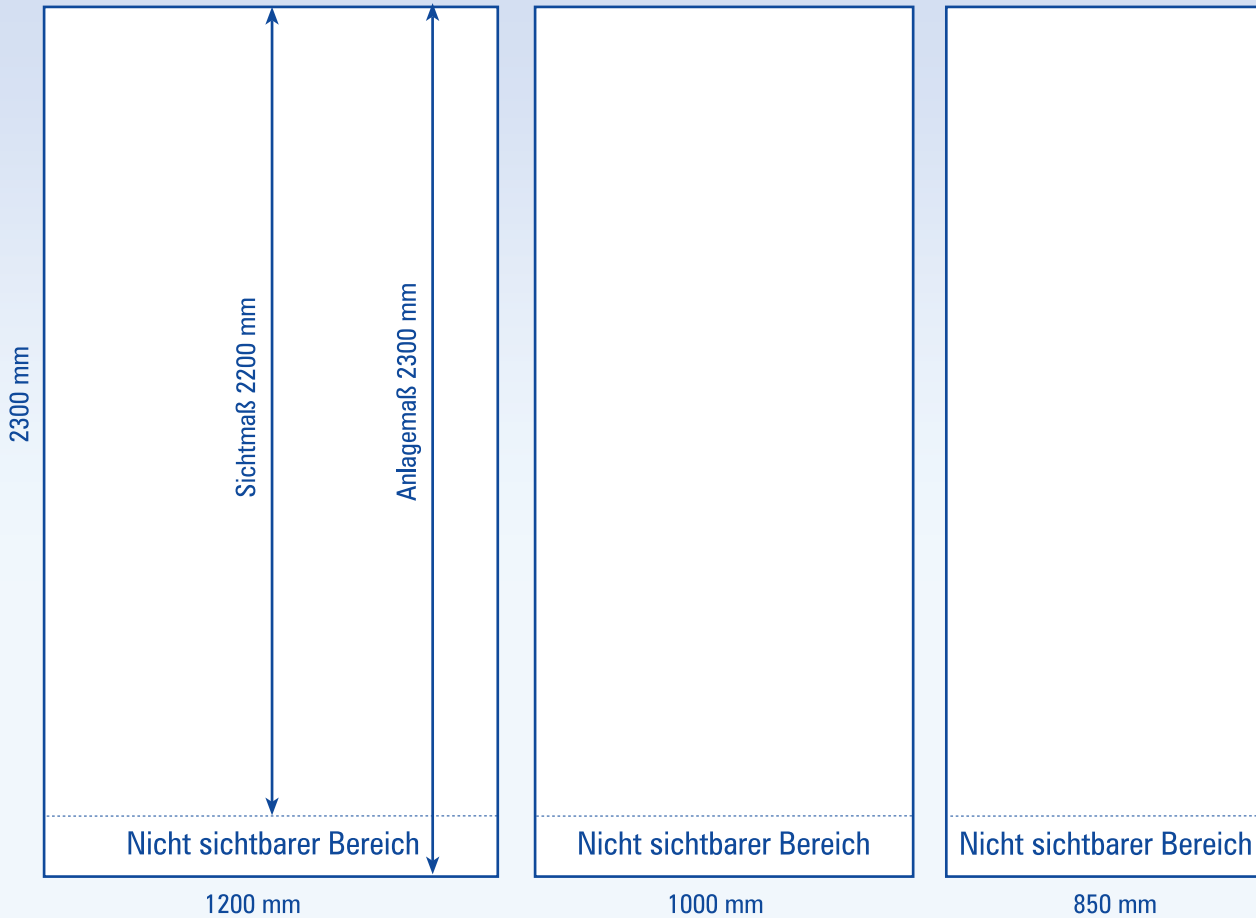 2300 mm
Sichtmaß 2200 mm
Anlagemaß 2300 mm
Nicht sichtbarer Bereich
Nicht sichtbarer Bereich
Nicht sichtbarer Bereich
1200 mm
1000 mm
850 mm